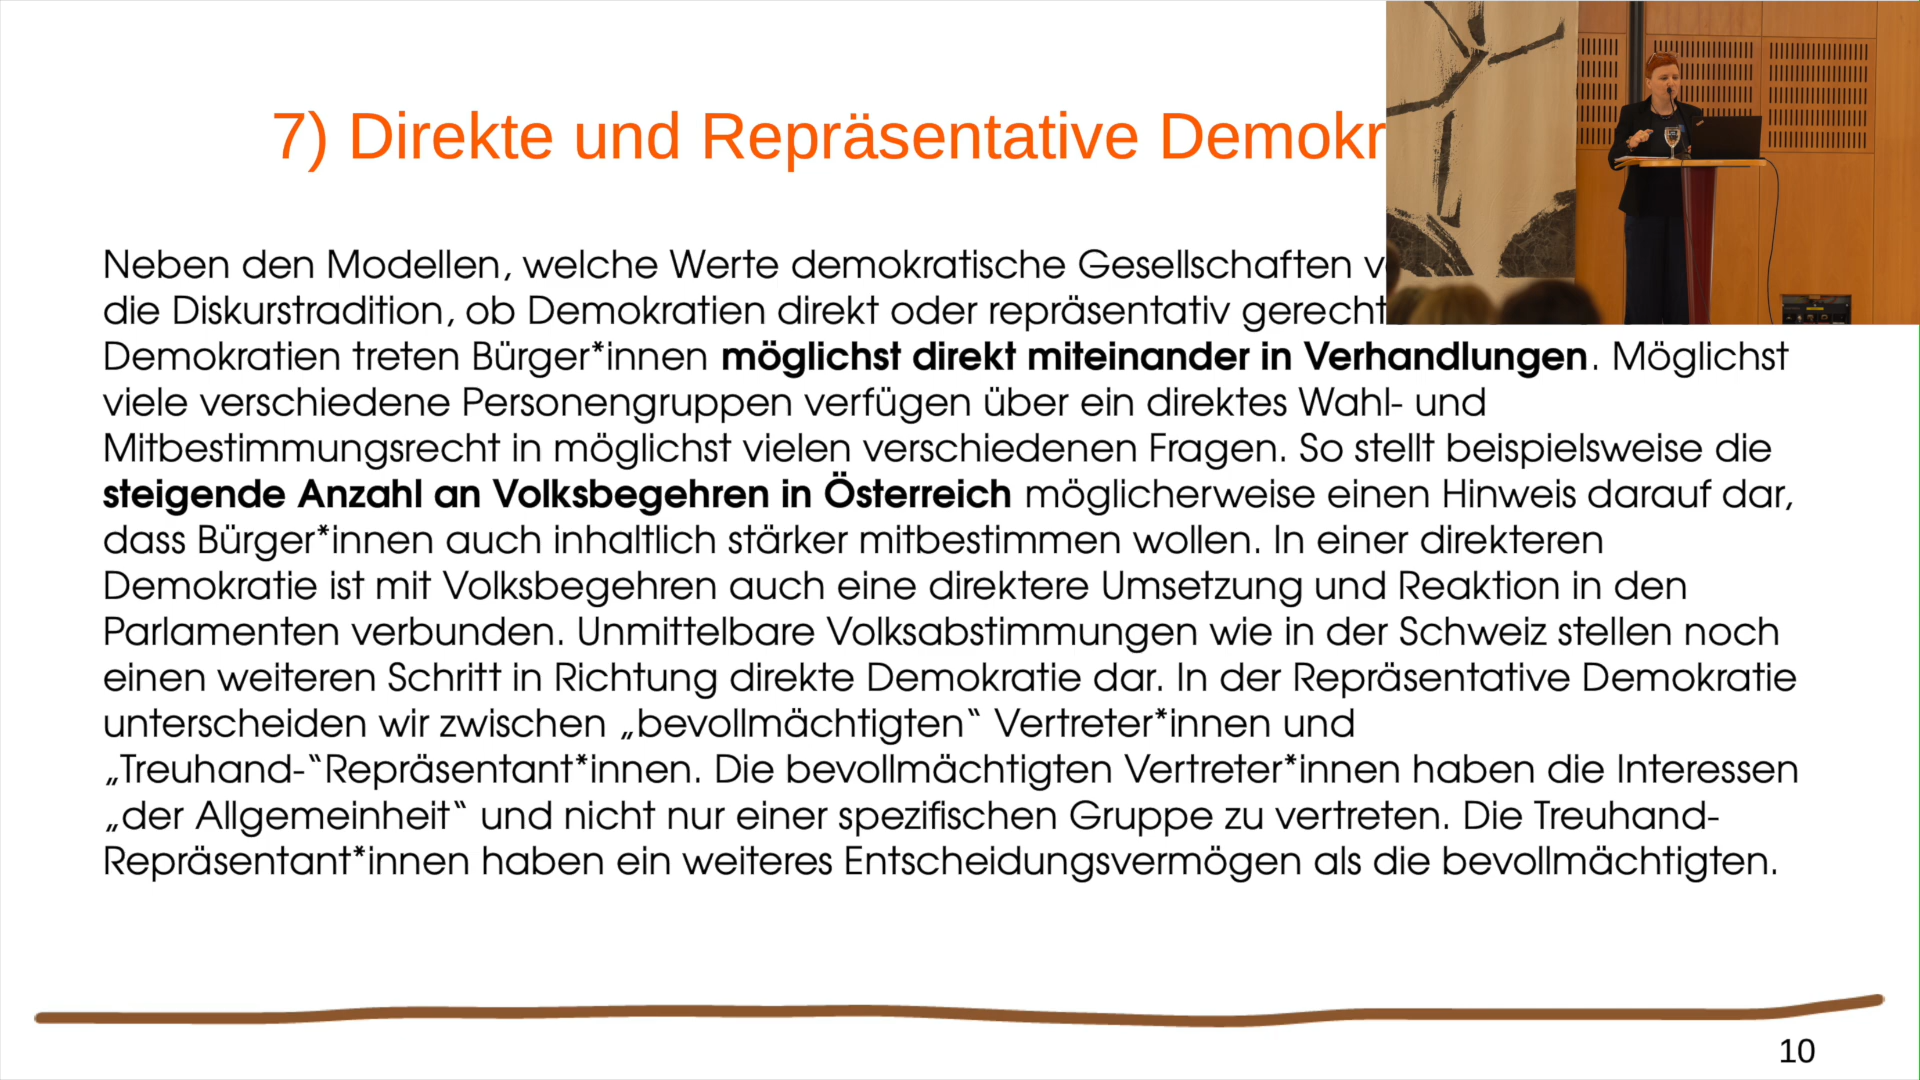 7) Direkte und Repräsentative Demokr
Neben den Modellen, welche Werte demokratische Gesellschaften
die Diskurstradition, ob Demokratien direkt oder repräsentativ gerecht
Demokratien treten Bürger*innen möglichst direkt miteinander in Verhandlungen. Möglichst
viele verschiedene Personengruppen verfügen über ein direktes Wahl- und
Mitbestimmungsrecht in möglichst vielen verschiedenen Fragen. So stellt beispielsweise die
steigende Anzahl an Volksbegehren in Österreich möglicherweise einen Hinweis darauf dar,
dass Bürger*innen auch inhaltlich stärker mitbestimmen wollen. In einer direkteren
Demokratie ist mit Volksbegehren auch eine direktere Umsetzung und Reaktion in den
Parlamenten verbunden. Unmittelbare Volksabstimmungen wie in der Schweiz stellen noch
einen weiteren Schritt in Richtung direkte Demokratie dar. In der Repräsentative Demokratie
unterscheiden wir zwischen „bevollmächtigten“ Vertreter*innen und
„Treuhand-“Repräsentant*innen. Die bevollmächtigten Vertreter*innen haben die Interessen
„der Allgemeinheit“ und nicht nur einer spezifischen Gruppe zu vertreten. Die Treuhand-
Repräsentant*innen haben ein weiteres Entscheidungsvermögen als die bevollmächtigten.
10